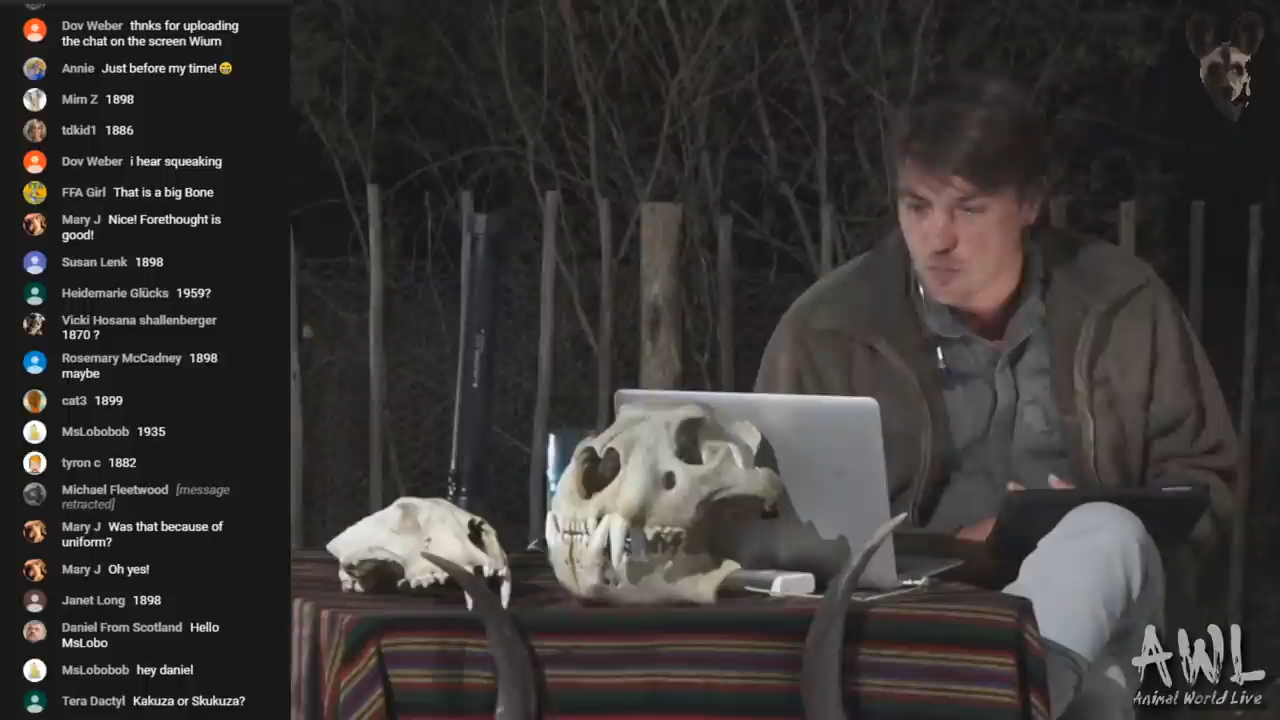 Dov Weber thnks for uploading
the chat on the screen Wium
Annie Just before my time! 😁
Mim Z 1898
tdkid1 1886
Dov Weber i hear squeaking
FFA Girl That is a big Bone
Mary J Nice! Forethought is
good!
Susan Lenk 1898
Heidemarie Glücks 1959?
Vicki Hosana shallenberger
1870 ?
Rosemary McCadney 1898
maybe
cat3 1899
MsLobobob 1935
tyron c 1882
Michael Fleetwood [message
retracted]
Mary J Was that because of
uniform?
Mary J Oh yes!
Janet Long 1898
Daniel From Scotland Hello
MsLobo
MsLobobob hey daniel
Tera Dactyl Kakuza or Skukuza?
AWL
Animal World Live